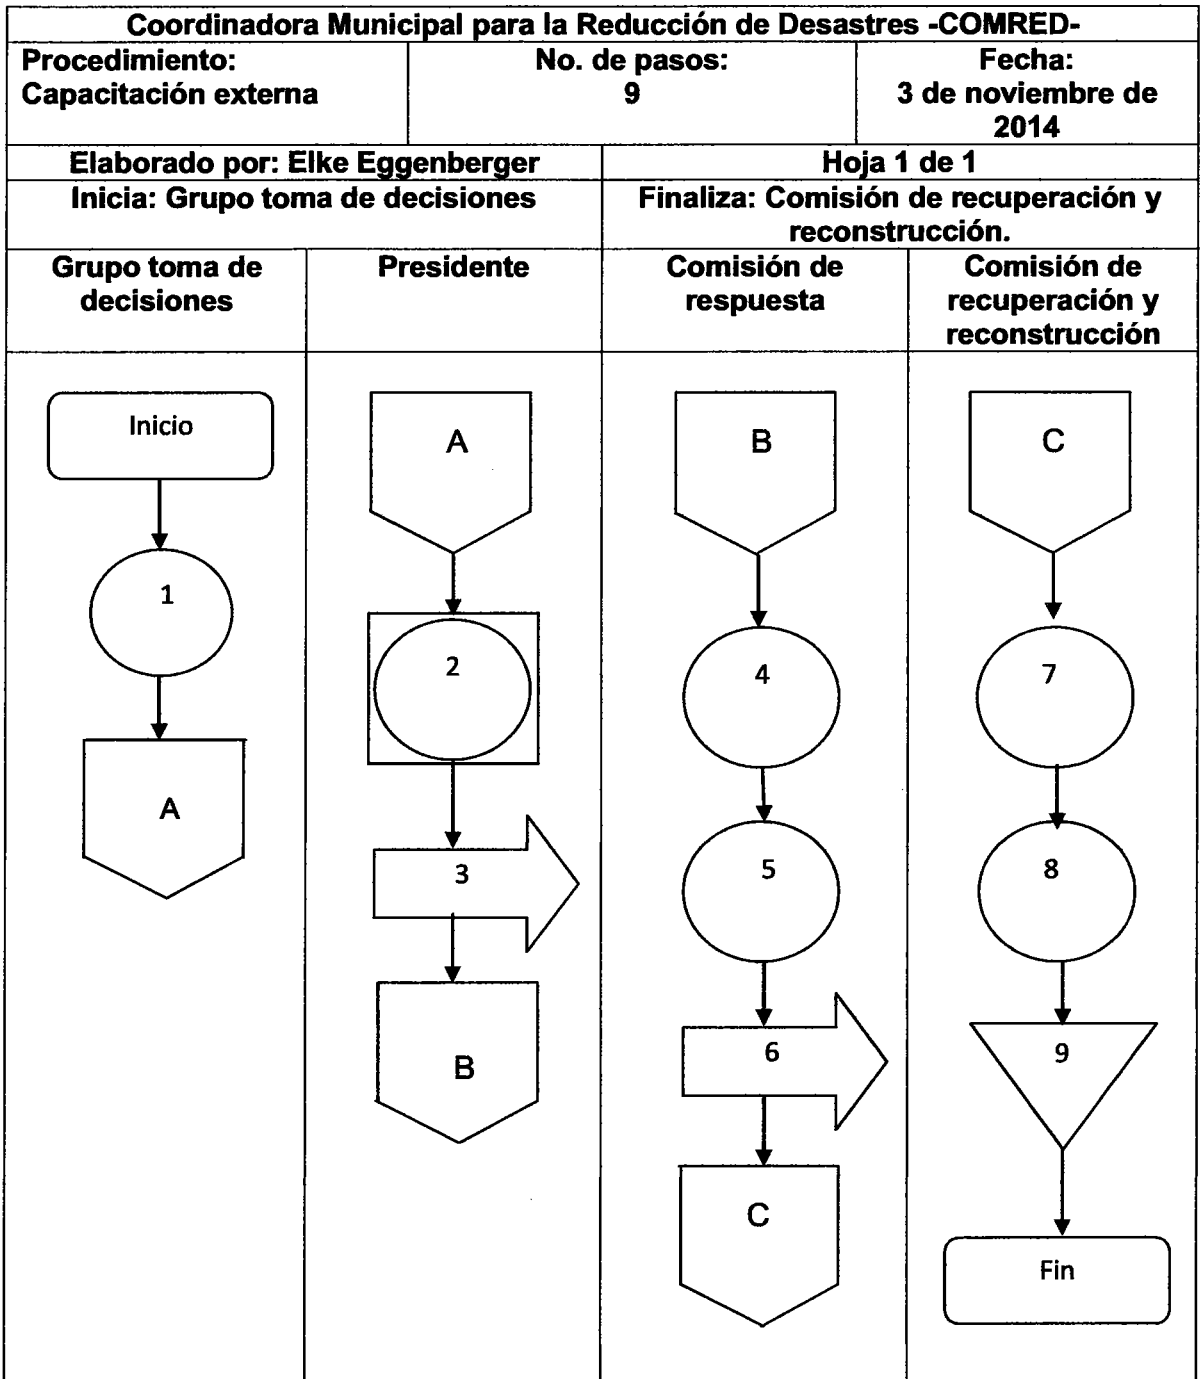 Coordinadora Municipal para la Reducción de Desastres -COMRED-
Procedimiento:
Capacitación externa
No. de pasos:
9
Fecha:
3 de noviembre de
2014
Elaborado por: Elke Eggenberger
Hoja 1 de 1
Inicia: Grupo toma de decisiones
Finaliza: Comisión de recuperación y
reconstrucción.
Grupo toma de
decisiones
Presidente
Comisión de
respuesta
Comisión de
recuperación y
reconstrucción
Inicio
1
A
A
2
3
B
B
4
5
6
C
C
7
8
9
Fin